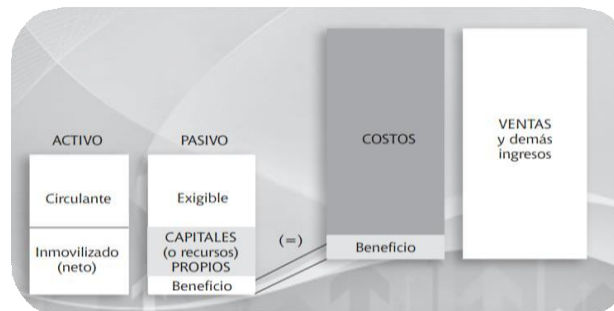 ACTIVO
Circulante
Inmovilizado
(neto)
PASIVO
Exigible
CAPITALES
(o recursos)
PROPIOS
Beneficio
(=)
COSTOS
Beneficio
VENTAS
y demás
ingresos